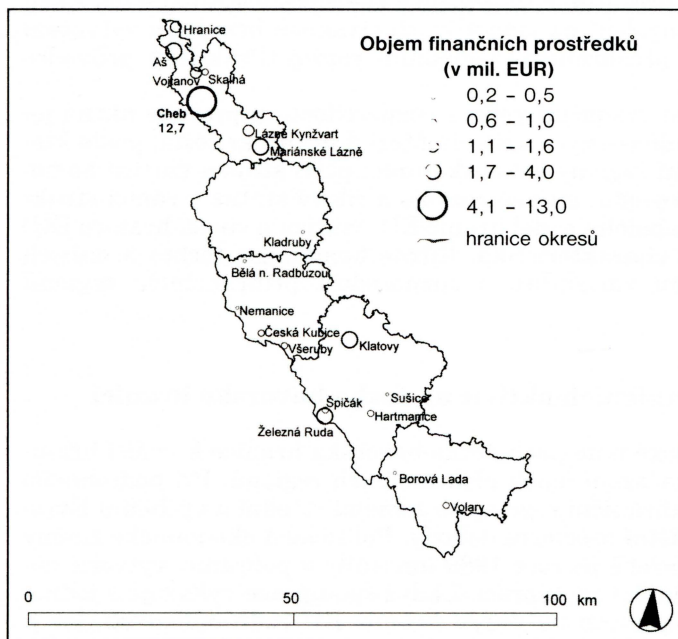 Objem finančních prostředků
(v mil. EUR)
0,2 – 0,5
0,6 – 1,0
1,1 – 1,6
1,7 – 4,0
4,1 – 13,0
hranice okresů
Hranice
Aš
Vojtanov
Skalná
Cheb
12,7
Lázně Kynžvart
Mariánské Lázně
Kladruby
Bělá n. Radbuzou
Nemanice
Česká Kubice
Všeruby
Klatovy
Sušice
Špičák
Hartmanice
Železná Ruda
Borová Lada
Volary
0
50
100
km